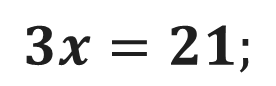 3x = 21;